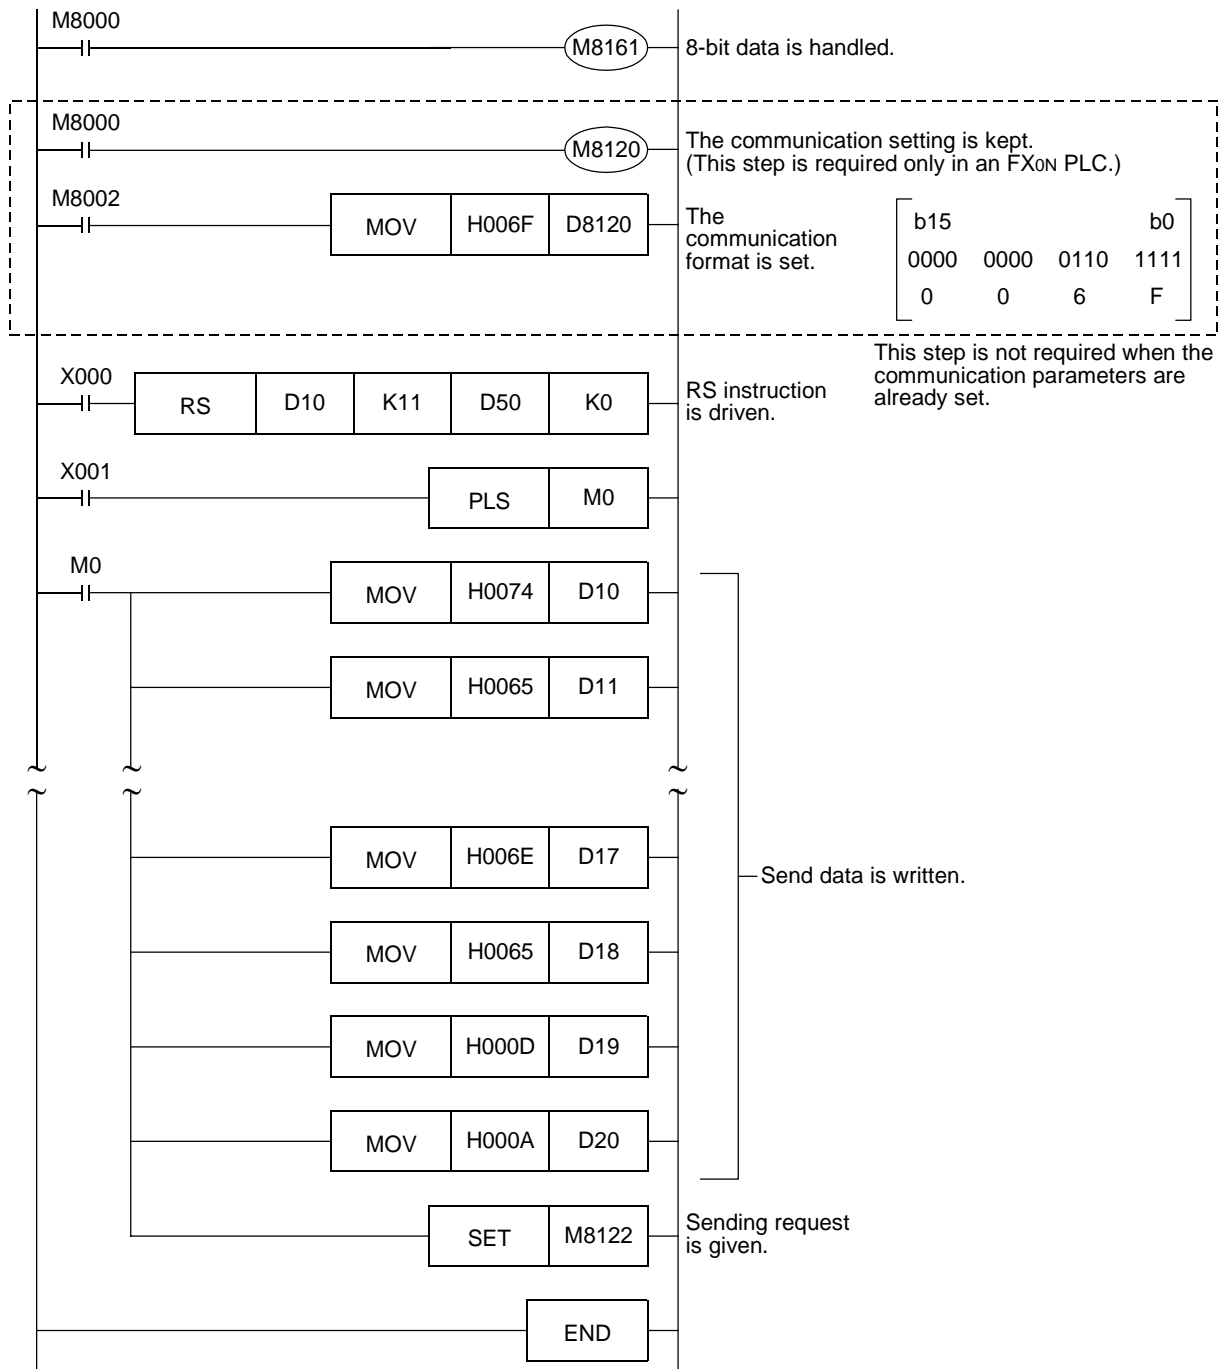 M8000
M8161
8-bit data is handled.
M8000
M8120
The communication setting is kept.
(This step is required only in an FX0N PLC.)
M8002
MOV H006F D8120
The
communication
format is set.
b15 b0
0000 0000 0110 1111
0 0 6 F
This step is not required when the
communication parameters are
already set.
X000
RS D10 K11 D50 K0
RS instruction
is driven.
X001
PLS M0
M0
MOV H0074 D10
MOV H0065 D11
MOV H006E D17
Send data is written.
MOV H0065 D18
MOV H000D D19
MOV H000A D20
SET M8122
Sending request
is given.
END